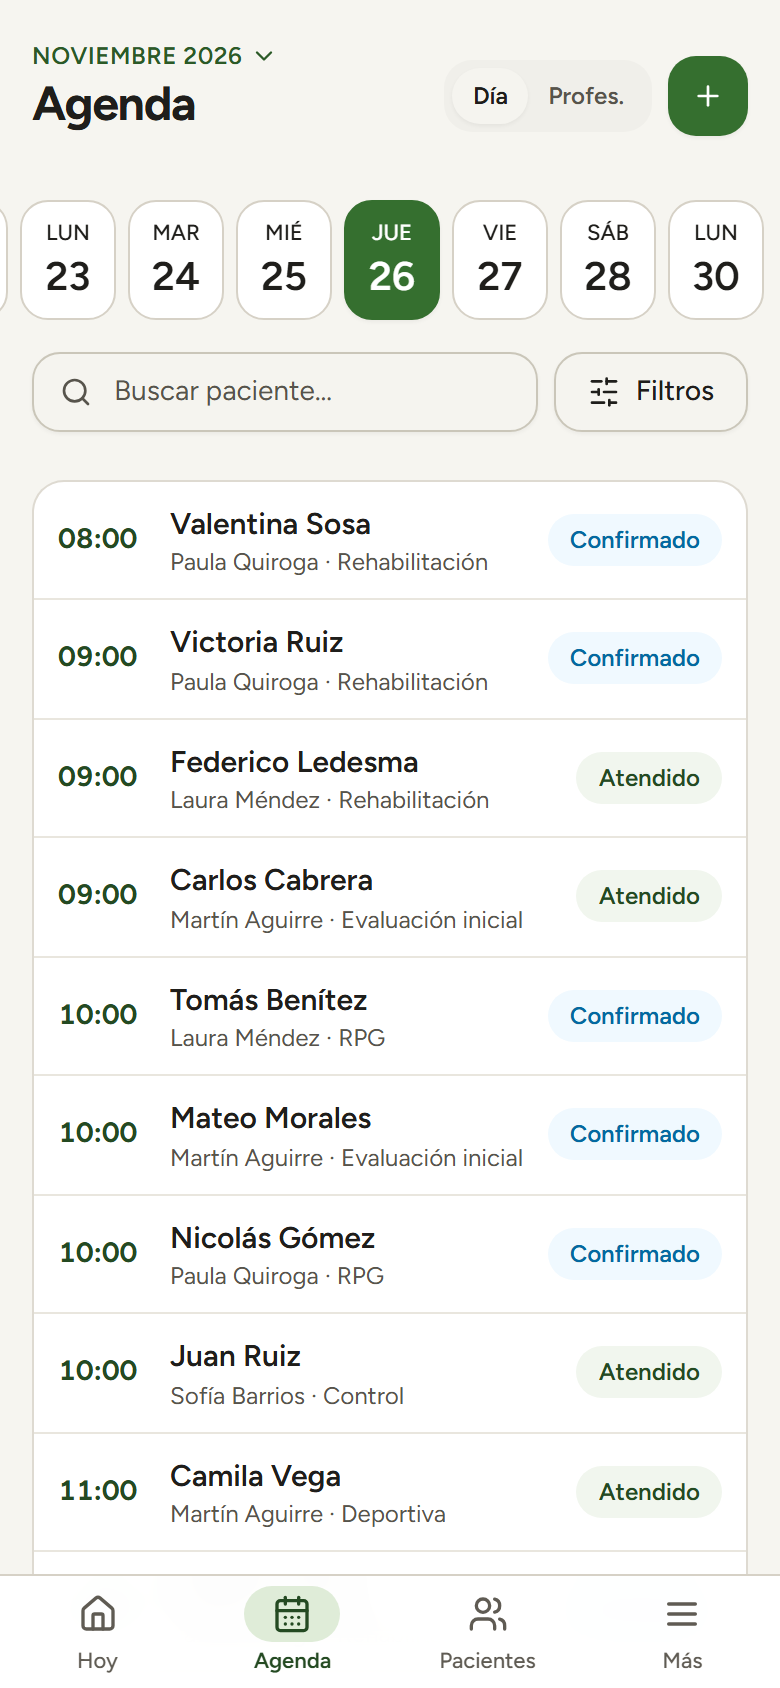 NOVIEMBRE 2026
Agenda
Día
Profes.
LUN
23
MAR
24
MIÉ
25
JUE
26
VIE
27
SÁB
28
LUN
30
Buscar paciente...
Filtros
08:00
Valentina Sosa
Paula Quiroga · Rehabilitación
Confirmado
09:00
Victoria Ruiz
Paula Quiroga · Rehabilitación
Confirmado
09:00
Federico Ledesma
Laura Méndez · Rehabilitación
Atendido
09:00
Carlos Cabrera
Martín Aguirre · Evaluación inicial
Atendido
10:00
Tomás Benítez
Laura Méndez · RPG
Confirmado
10:00
Mateo Morales
Martín Aguirre · Evaluación inicial
Confirmado
10:00
Nicolás Gómez
Paula Quiroga · RPG
Confirmado
10:00
Juan Ruiz
Sofía Barrios · Control
Atendido
11:00
Camila Vega
Martín Aguirre · Deportiva
Atendido
Hoy
Agenda
Pacientes
Más